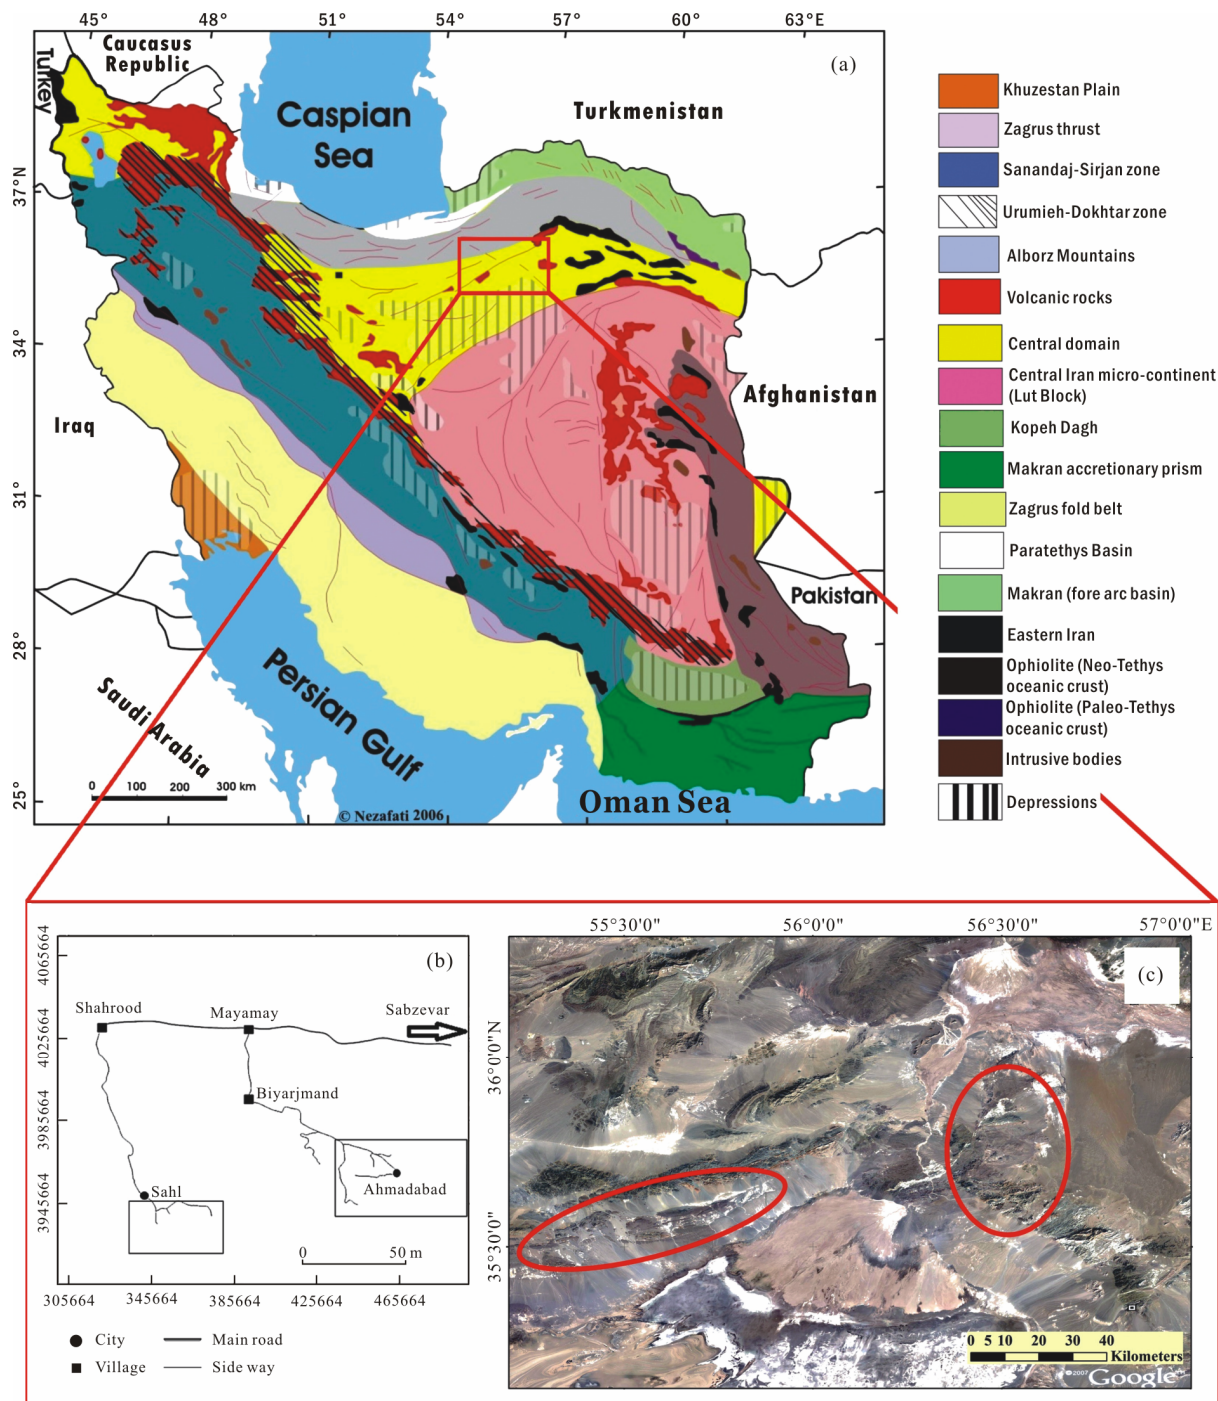 45°
48°
51°
54°
57°
60°
63°E
37°N
34°
31°
28°
25°
(a)
Turkey
Caucasus
Republic
Caspian
Sea
Turkmenistan
Iraq
Afghanistan
Pakistan
Saudi Arabia
Persian Gulf
Oman Sea
0 100 200 300 km
© Nezafati 2006
Khuzestan Plain
Zagrus thrust
Sanandaj-Sirjan zone
Urumieh-Dokhtar zone
Alborz Mountains
Volcanic rocks
Central domain
Central Iran micro-continent
(Lut Block)
Kopeh Dagh
Makran accretionary prism
Zagrus fold belt
Paratethys Basin
Makran (fore arc basin)
Eastern Iran
Ophiolite (Neo-Tethys
oceanic crust)
Ophiolite (Paleo-Tethys
oceanic crust)
Intrusive bodies
Depressions
(b)
4065664
4025664
3985664
3945664
Shahrood
Mayamay
Sabzevar
Biyarjmand
Ahmadabad
Sahl
0 50 m
305664
345664
385664
425664
465664
City
Main road
Village
Side way
55°30'0"
56°0'0"
56°30'0"
57°0'0"E
36°0'0"N
35°30'0"
(c)
0 5 10 20 30 40
Kilometers
©2007 Google™